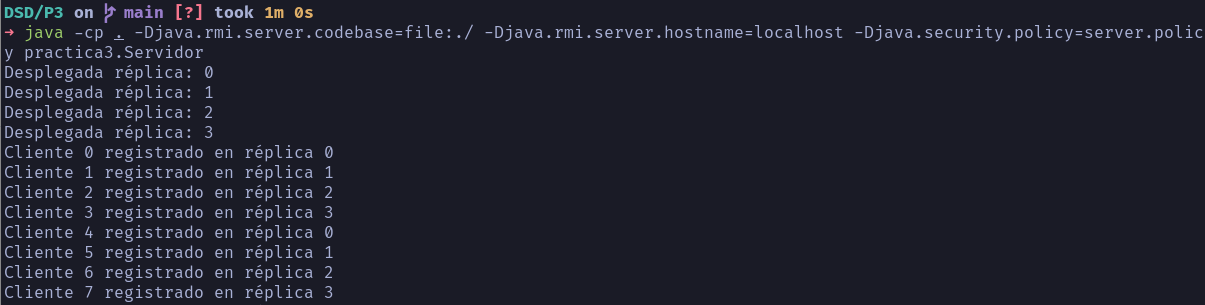 DSD/P3 on main [?] took 1m 0s
→ java -cp . -Djava.rmi.server.codebase=file:./ -Djava.rmi.server.hostname=localhost -Djava.security.policy=server.polic
y practica3.Servidor
Desplegada réplica: 0
Desplegada réplica: 1
Desplegada réplica: 2
Desplegada réplica: 3
Cliente 0 registrado en réplica 0
Cliente 1 registrado en réplica 1
Cliente 2 registrado en réplica 2
Cliente 3 registrado en réplica 3
Cliente 4 registrado en réplica 0
Cliente 5 registrado en réplica 1
Cliente 6 registrado en réplica 2
Cliente 7 registrado en réplica 3